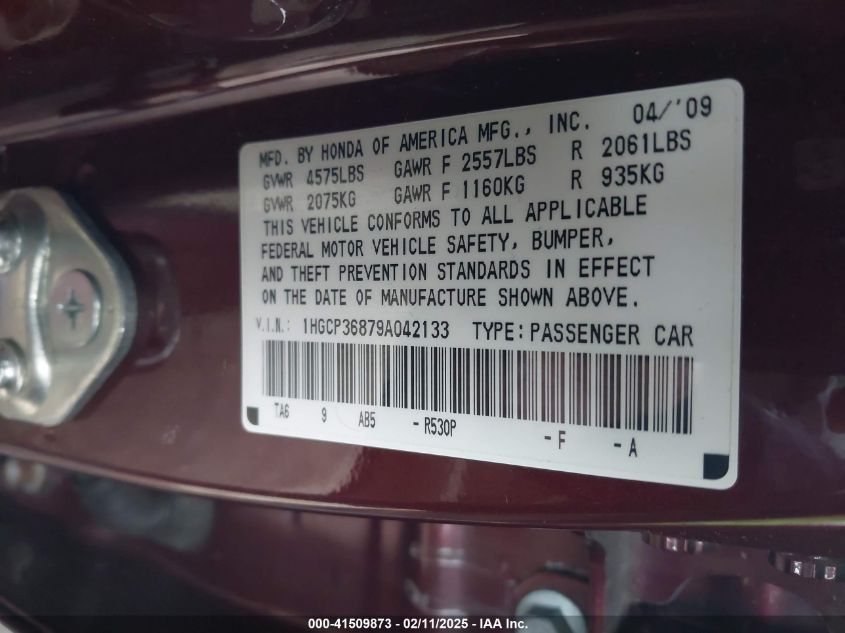 04/'09
MFD. BY HONDA OF AMERICA MFG., INC.
GVWR 4575LBS GAWR F 2557LBS R 2061LBS
GVWR 2075KG GAWR F 1160KG R 935KG
THIS VEHICLE CONFORMS TO ALL APPLICABLE
FEDERAL MOTOR VEHICLE SAFETY, BUMPER,
AND THEFT PREVENTION STANDARDS IN EFFECT
ON THE DATE OF MANUFACTURE SHOWN ABOVE.
V.I.N.: 1HGCP36879A042133 TYPE: PASSENGER CAR
TA6 9 AB5 -R530P -F -A
000-41509873 - 02/11/2025 - IAA Inc.